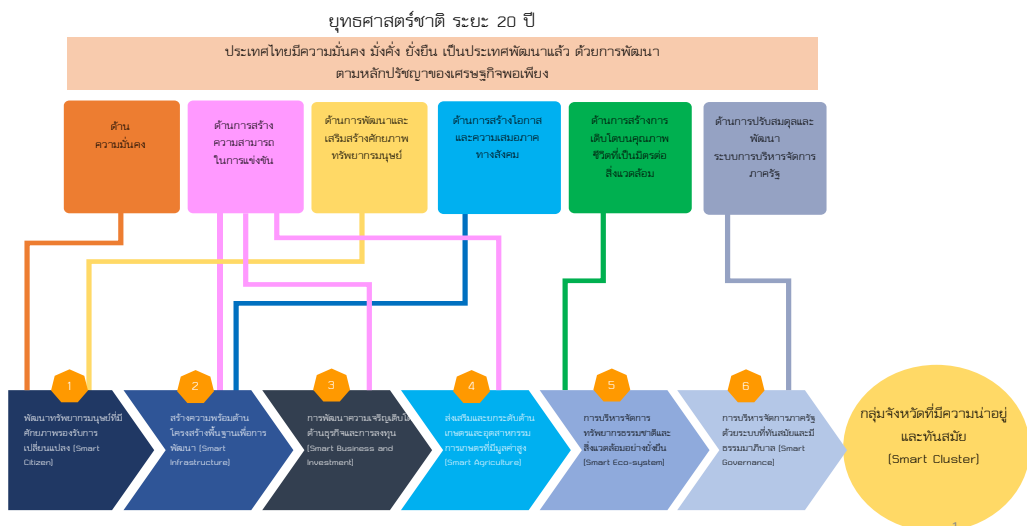 ยุทธศาสตร์ชาติ ระยะ 20 ปี
ประเทศไทยมีความมั่นคง มั่งคั่ง ยั่งยืน เป็นประเทศพัฒนาแล้ว ด้วยการพัฒนา
ตามหลักปรัชญาของเศรษฐกิจพอเพียง
ด้าน
ความมั่นคง
ด้านการสร้าง
ความสามารถ
ในการแข่งขัน
ด้านการพัฒนาและ
เสริมสร้างศักยภาพ
ทรัพยากรมนุษย์
ด้านการสร้างโอกาส
และความเสมอภาค
ทางสังคม
ด้านการสร้างการ
เติบโตบนคุณภาพ
ชีวิตที่เป็นมิตรต่อ
สิ่งแวดล้อม
ด้านการปรับสมดุลและ
พัฒนา
ระบบการบริหารจัดการ
ภาครัฐ
1
พัฒนาทรัพยากรมนุษย์ที่มี
ศักยภาพรองรับการ
เปลี่ยนแปลง (Smart
Citizen)
2
สร้างความพร้อมด้าน
โครงสร้างพื้นฐานเพื่อการ
พัฒนา (Smart
Infrastructure)
3
การพัฒนาความเจริญเติบโต
ด้านธุรกิจและการลงทุน
(Smart Business and
Investment)
4
ส่งเสริมและยกระดับด้าน
เกษตรและอุตสาหกรรม
การเกษตรที่มีมูลค่าสูง
(Smart Agriculture)
5
การบริหารจัดการ
ทรัพยากรธรรมชาติและ
สิ่งแวดล้อมอย่างยั่งยืน
(Smart Eco-system)
6
การบริหารจัดการภาครัฐ
ด้วยระบบที่ทันสมัยและมี
ธรรมาภิบาล (Smart
Governance)
กลุ่มจังหวัดที่มีความน่าอยู่
และทันสมัย
(Smart Cluster)